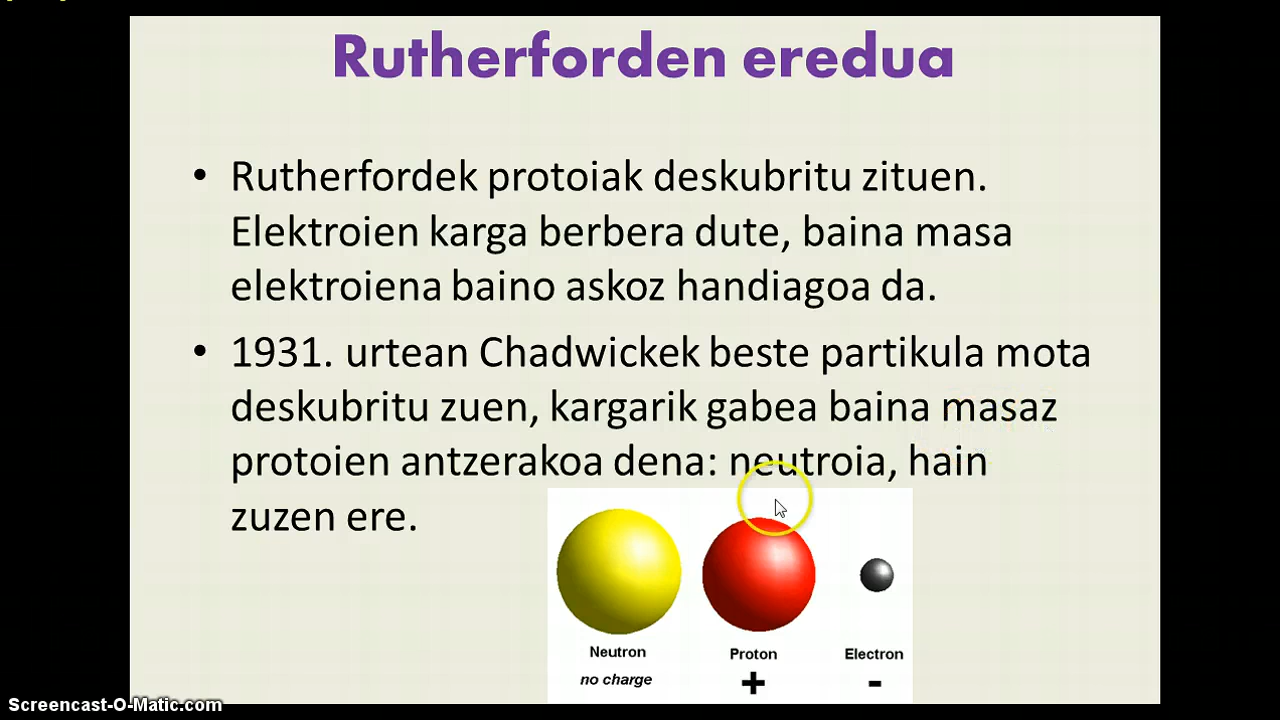 Rutherforden eredua
• Rutherfordek protoiak deskubritu zituen.
Elektroien karga berbera dute, baina masa
elektroiena baino askoz handiagoa da.
• 1931. urtean Chadwickek beste partikula mota
deskubritu zuen, kargarik gabea baina masaz
protoien antzerakoa dena: neutroia, hain
zuzen ere.
Neutron Proton Electron
no charge + -
Screencast-O-Matic.com